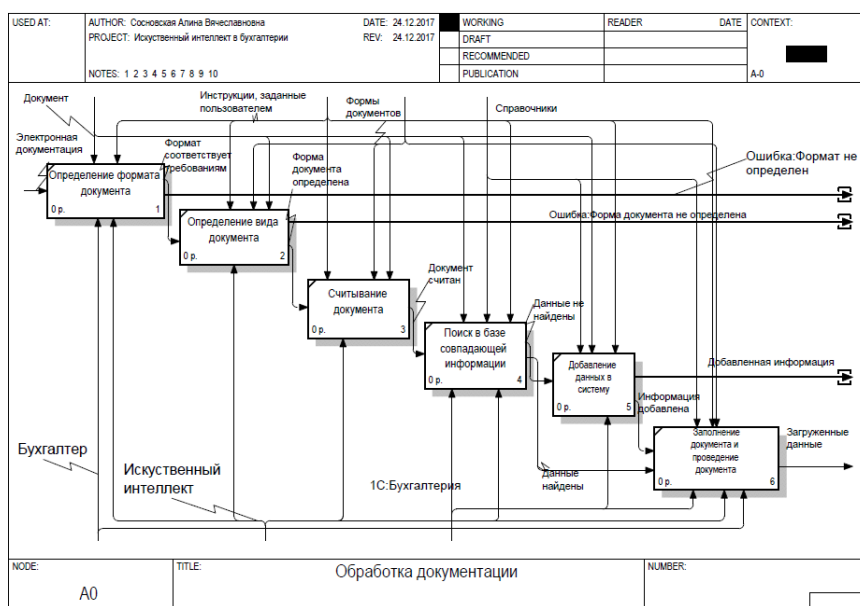 USED AT:
AUTHOR: Сосновская Алина Вячеславновна
DATE: 24.12.2017
WORKING
READER
DATE
CONTEXT:
PROJECT: Искуственный интеллект в бухгалтерии
REV: 24.12.2017
DRAFT
RECOMMENDED
NOTES: 1 2 3 4 5 6 7 8 9 10
PUBLICATION
A-0
Документ
Инструкции, заданные
пользователем
Формы
документов
Справочники
Электронная
документация
Формат
соответствует
требованиям
Форма
документа
определена
Ошибка:Формат не
определен
Определение формата
документа
0 р.
1
Ошибка:Форма документа не определена
Определение вида
документа
0 р.
2
Документ
считан
Считывание
документа
0 р.
3
Данные не
найдены
Поиск в базе
совпадающей
информации
0 р.
4
Добавленная информация
Добавление
данных в
систему
0 р.
5
Информация
добавлена
Заполнение
документа и
проведение
документа
0 р.
6
Загруженные
данные
Бухгалтер
Искуственный
интеллект
1С:Бухгалтерия
Данные
найдены
NODE:
TITLE:
NUMBER:
A0
Обработка документации